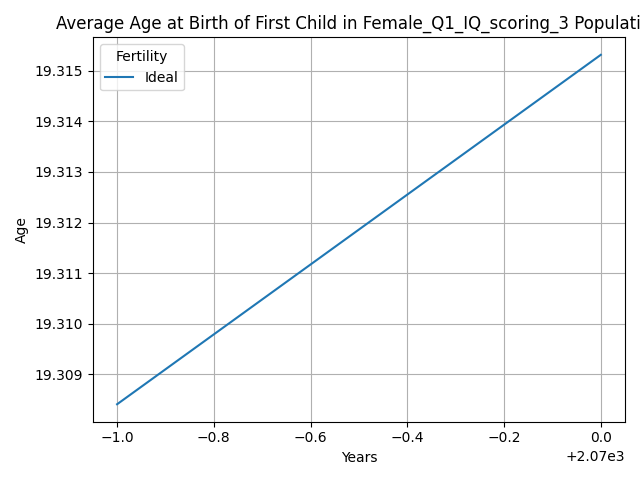 Average Age at Birth of First Child in Female_Q1_IQ_scoring_3 Populati
Fertility
Ideal
19.315
19.314
19.313
19.312
19.311
19.310
19.309
Age
−1.0 −0.8 −0.6 −0.4 −0.2 0.0
Years
+2.07e3